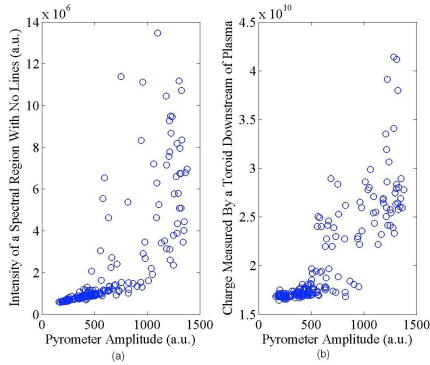 14 x 10^6
12
10
8
6
4
2
0
Intensity of a Spectral Region With No Lines (a.u.)
0 500 1000 1500
Pyrometer Amplitude (a.u.)
(a)
4.5 x 10^10
4
3.5
3
2.5
2
1.5
Charge Measured By a Toroid Downstream of Plasma
0 500 1000 1500
Pyrometer Amplitude (a.u.)
(b)